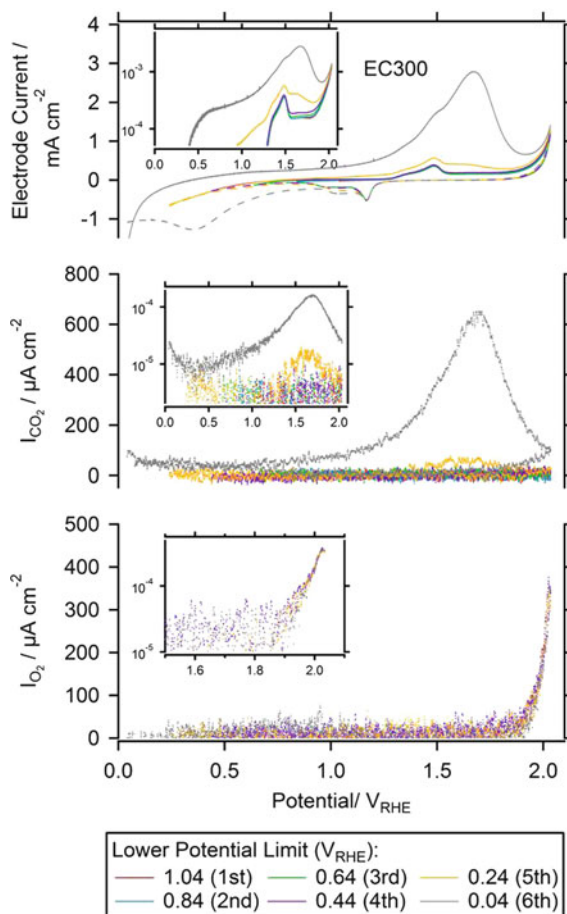 EC300
Electrode Current /
mA cm-2
4
3
2
1
0
-1
10-3
10-4
0.0 0.5 1.0 1.5 2.0
ICO2 / µA cm-2
800
600
400
200
0
10-4
10-5
0.0 0.5 1.0 1.5 2.0
IO2 / µA cm-2
500
400
300
200
100
0
10-4
10-5
1.6 1.8 2.0
0.0 0.5 1.0 1.5 2.0
Potential/ VRHE
Lower Potential Limit (VRHE):
1.04 (1st) 0.64 (3rd) 0.24 (5th)
0.84 (2nd) 0.44 (4th) 0.04 (6th)